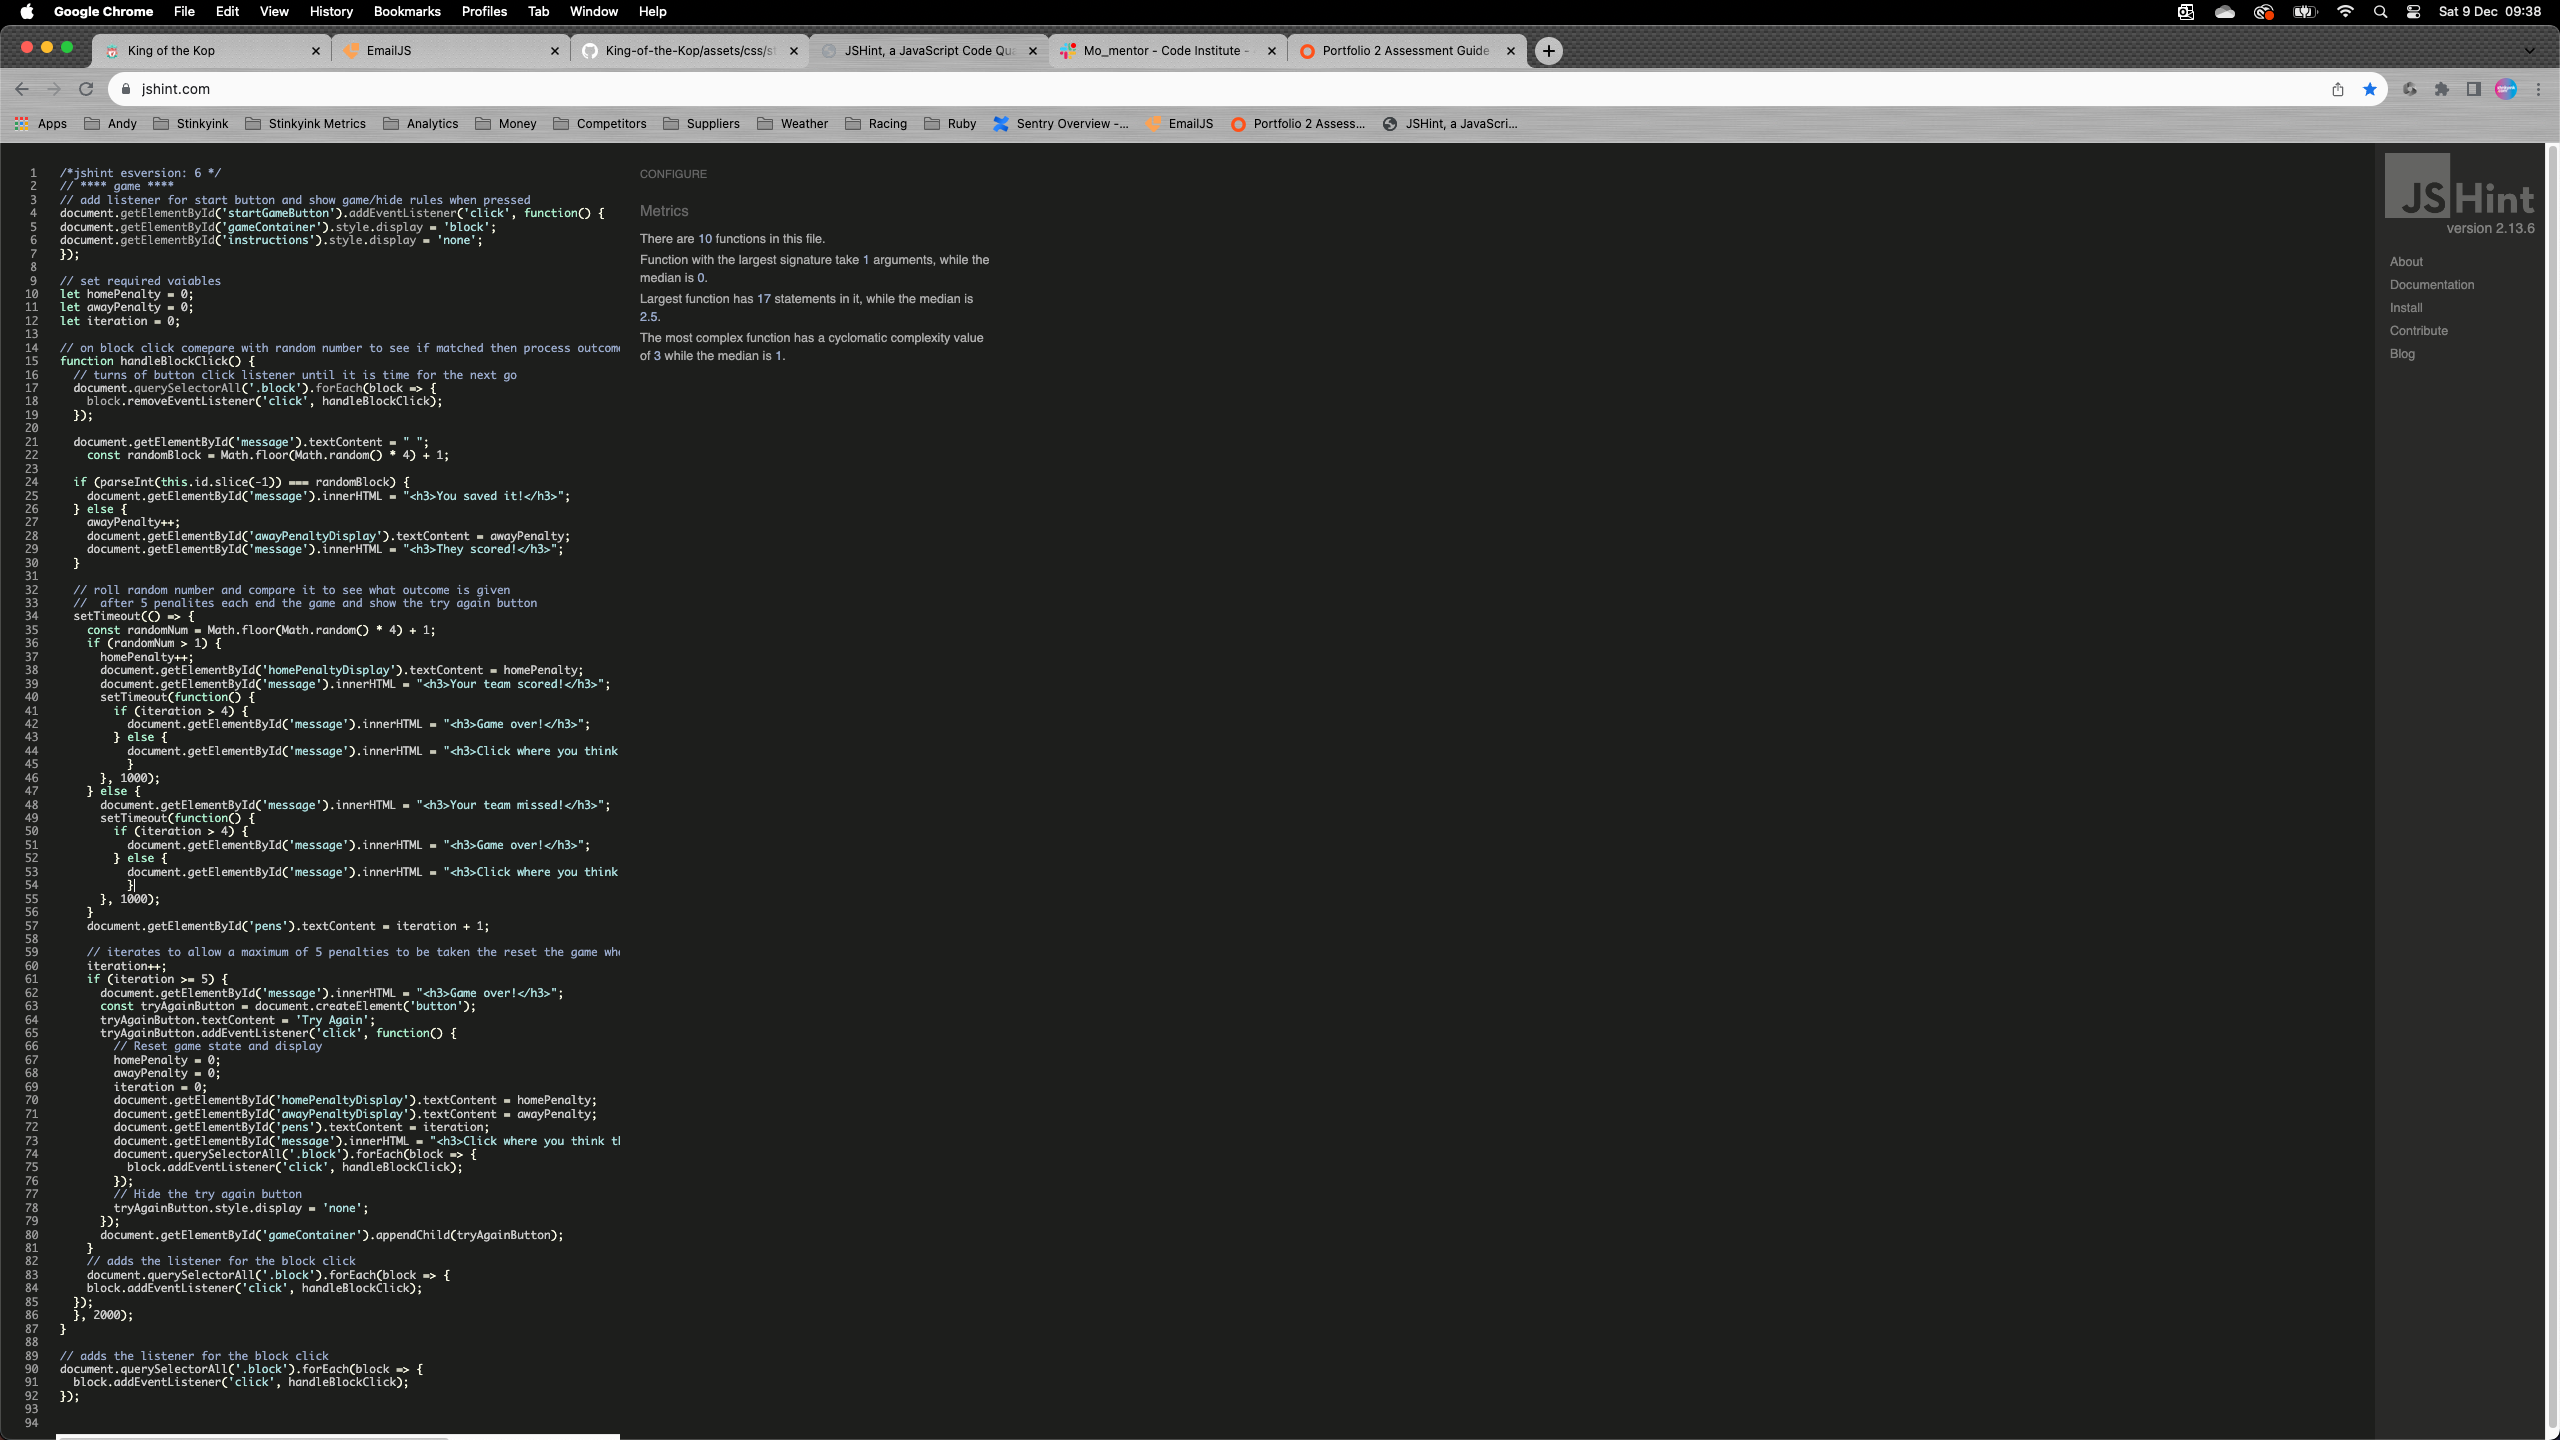 Google Chrome File Edit View History Bookmarks Profiles Tab Window Help Sat 9 Dec 09:38
King of the Kop EmailJS King-of-the-Kop/assets/css/st JSHint, a JavaScript Code Qua Mo_mentor - Code Institute - Portfolio 2 Assessment Guide
jshint.com
Apps Andy Stinkyink Stinkyink Metrics Analytics Money Competitors Suppliers Weather Racing Ruby Sentry Overview -... EmailJS Portfolio 2 Assess... JSHint, a JavaScri...
1 /*jshint esversion: 6 */
2 // **** game ****
3 // add listener for start button and show game/hide rules when pressed
4 document.getElementById('startGameButton').addEventListener('click', function() {
5 document.getElementById('gameContainer').style.display = 'block';
6 document.getElementById('instructions').style.display = 'none';
7 });
8
9 // set required vaiables
10 let homePenalty = 0;
11 let awayPenalty = 0;
12 let iteration = 0;
13
14 // on block click comepare with random number to see if matched then process outcom
15 function handleBlockClick() {
16 // turns of button click listener until it is time for the next go
17 document.querySelectorAll('.block').forEach(block => {
18 block.removeEventListener('click', handleBlockClick);
19 });
20
21 document.getElementById('message').textContent = " ";
22 const randomBlock = Math.floor(Math.random() * 4) + 1;
23
24 if (parseInt(this.id.slice(-1)) === randomBlock) {
25 document.getElementById('message').innerHTML = "<h3>You saved it!</h3>";
26 } else {
27 awayPenalty++;
28 document.getElementById('awayPenaltyDisplay').textContent = awayPenalty;
29 document.getElementById('message').innerHTML = "<h3>They scored!</h3>";
30 }
31
32 // roll random number and compare it to see what outcome is given
33 // after 5 penalites each end the game and show the try again button
34 setTimeout(() => {
35 const randomNum = Math.floor(Math.random() * 4) + 1;
36 if (randomNum > 1) {
37 homePenalty++;
38 document.getElementById('homePenaltyDisplay').textContent = homePenalty;
39 document.getElementById('message').innerHTML = "<h3>Your team scored!</h3>";
40 setTimeout(function() {
41 if (iteration > 4) {
42 document.getElementById('message').innerHTML = "<h3>Game over!</h3>";
43 } else {
44 document.getElementById('message').innerHTML = "<h3>Click where you think
45 }
46 }, 1000);
47 } else {
48 document.getElementById('message').innerHTML = "<h3>Your team missed!</h3>";
49 setTimeout(function() {
50 if (iteration > 4) {
51 document.getElementById('message').innerHTML = "<h3>Game over!</h3>";
52 } else {
53 document.getElementById('message').innerHTML = "<h3>Click where you think
54 }
55 }, 1000);
56 }
57 document.getElementById('pens').textContent = iteration + 1;
58
59 // iterates to allow a maximum of 5 penalties to be taken the reset the game whe
60 iteration++;
61 if (iteration >= 5) {
62 document.getElementById('message').innerHTML = "<h3>Game over!</h3>";
63 const tryAgainButton = document.createElement('button');
64 tryAgainButton.textContent = 'Try Again';
65 tryAgainButton.addEventListener('click', function() {
66 // Reset game state and display
67 homePenalty = 0;
68 awayPenalty = 0;
69 iteration = 0;
70 document.getElementById('homePenaltyDisplay').textContent = homePenalty;
71 document.getElementById('awayPenaltyDisplay').textContent = awayPenalty;
72 document.getElementById('pens').textContent = iteration;
73 document.getElementById('message').innerHTML = "<h3>Click where you think th
74 document.querySelectorAll('.block').forEach(block => {
75 block.addEventListener('click', handleBlockClick);
76 });
77 // Hide the try again button
78 tryAgainButton.style.display = 'none';
79 });
80 document.getElementById('gameContainer').appendChild(tryAgainButton);
81 }
82 // adds the listener for the block click
83 document.querySelectorAll('.block').forEach(block => {
84 block.addEventListener('click', handleBlockClick);
85 });
86 }, 2000);
87 }
88
89 // adds the listener for the block click
90 document.querySelectorAll('.block').forEach(block => {
91 block.addEventListener('click', handleBlockClick);
92 });
93
94
CONFIGURE
Metrics
There are 10 functions in this file.
Function with the largest signature take 1 arguments, while the
median is 0.
Largest function has 17 statements in it, while the median is
2.5.
The most complex function has a cyclomatic complexity value
of 3 while the median is 1.
JSHint
version 2.13.6
About
Documentation
Install
Contribute
Blog